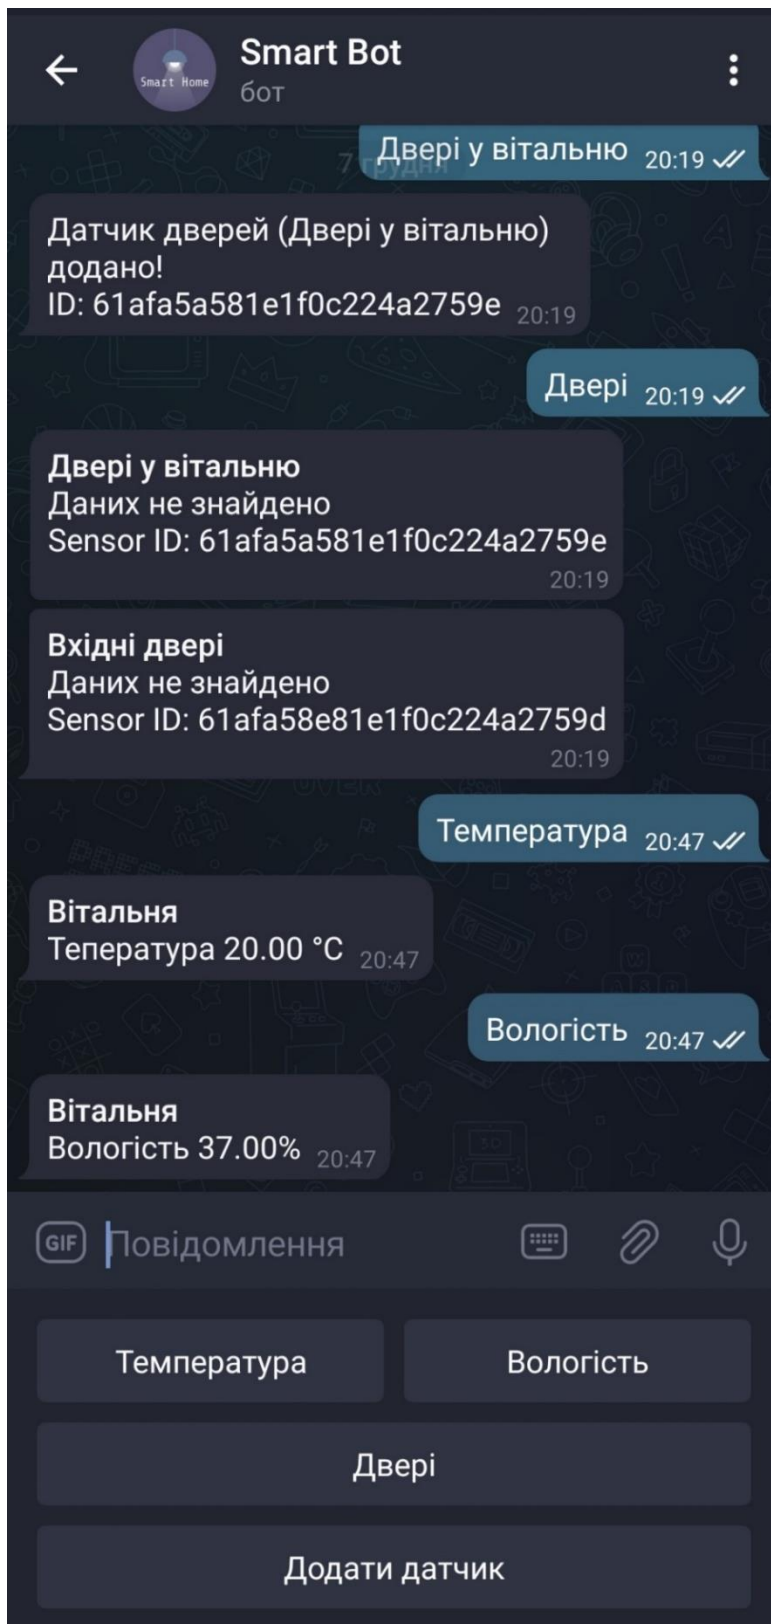 Smart Home
Smart Bot
бот
7 грудня
Двері у вітальню 20:19
Датчик дверей (Двері у вітальню)
додано!
ID: 61afa5a581e1f0c224a2759e 20:19
Двері 20:19
Двері у вітальню
Даних не знайдено
Sensor ID: 61afa5a581e1f0c224a2759e
20:19
Вхідні двері
Даних не знайдено
Sensor ID: 61afa58e81e1f0c224a2759d
20:19
Температура 20:47
Вітальня
Тепература 20.00 °C 20:47
Вологість 20:47
Вітальня
Вологість 37.00% 20:47
GIF Повідомлення
Температура
Вологість
Двері
Додати датчик